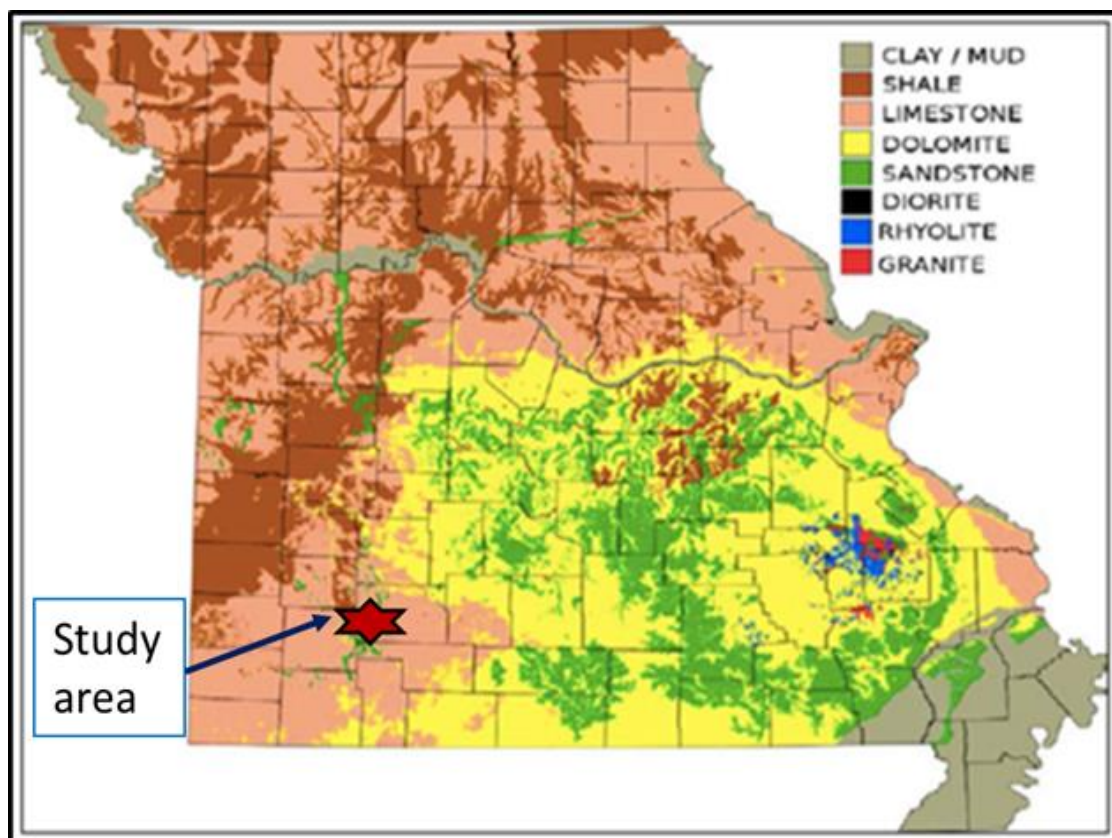 CLAY / MUD
SHALE
LIMESTONE
DOLOMITE
SANDSTONE
DIORITE
RHYOLITE
GRANITE
Study
area